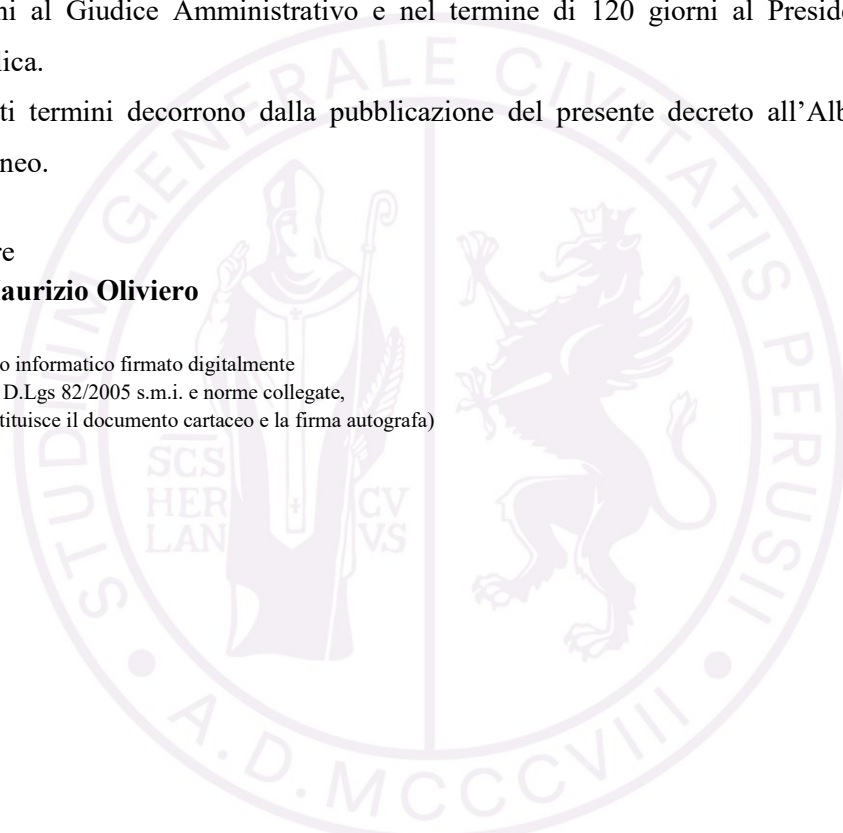 ni al Giudice Amministrativo e nel termine di 120 giorni al Preside
lica.
ti termini decorrono dalla pubblicazione del presente decreto all’Alb
neo.
re
aurizio Oliviero
o informatico firmato digitalmente
D.Lgs 82/2005 s.m.i. e norme collegate,
tituisce il documento cartaceo e la firma autografa)
STUDIUM GENERALE CIVITATIS PERUSII
SCS
HER
LAN
CV
VS
A.D. MCCCVIII